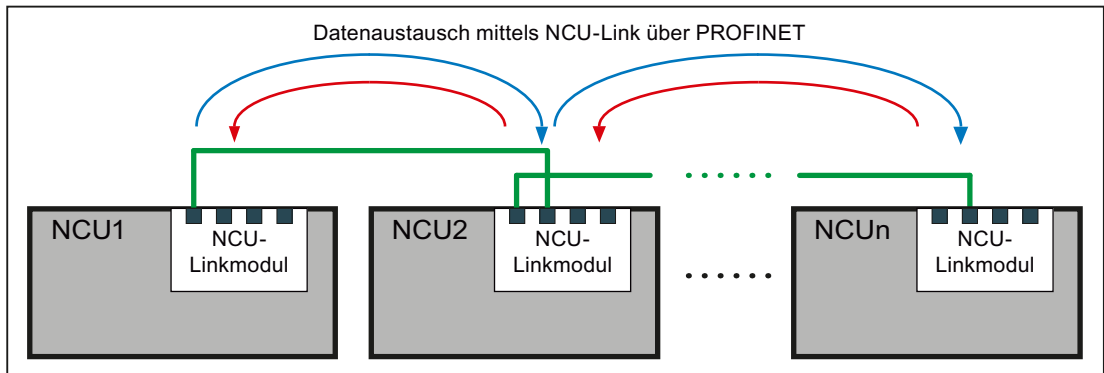 Datenaustausch mittels NCU-Link über PROFINET
NCU1
NCU-
Linkmodul
NCU2
NCU-
Linkmodul
NCUn
NCU-
Linkmodul